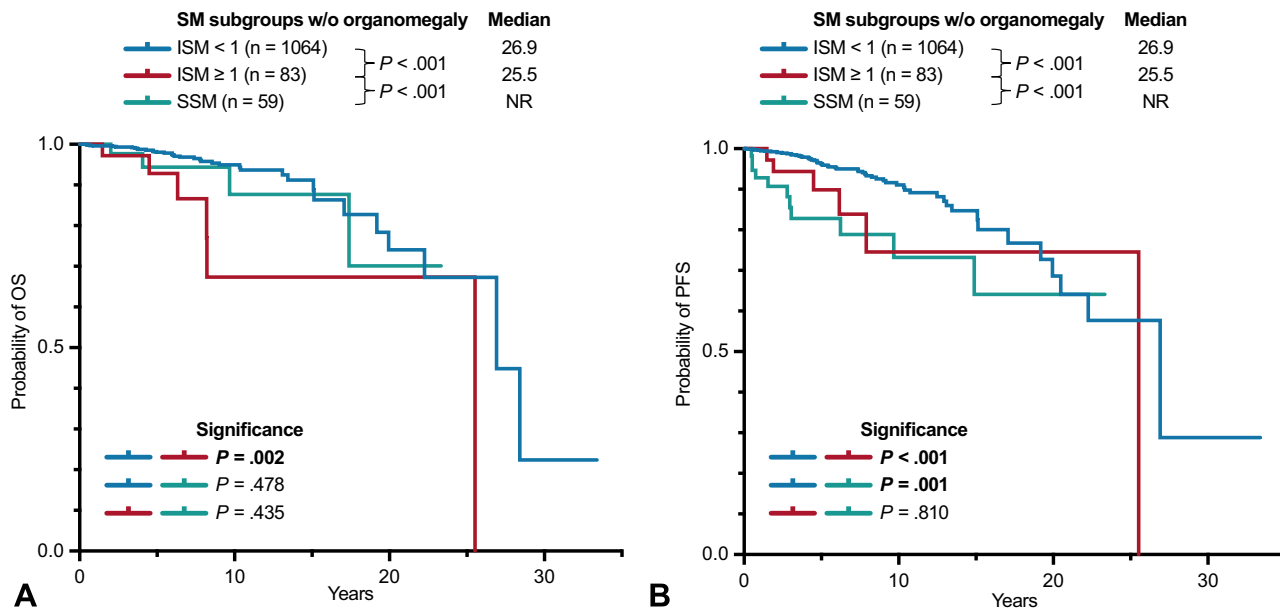 SM subgroups w/o organomegaly Median
ISM < 1 (n = 1064) 26.9
P < .001
ISM ≥ 1 (n = 83) 25.5
P < .001
SSM (n = 59) NR
1.0
0.5
0.0
Probability of OS
Significance
P = .002
P = .478
P = .435
0 10 20 30
Years
A
SM subgroups w/o organomegaly Median
ISM < 1 (n = 1064) 26.9
P < .001
ISM ≥ 1 (n = 83) 25.5
P < .001
SSM (n = 59) NR
1.0
0.5
0.0
Probability of PFS
Significance
P < .001
P = .001
P = .810
0 10 20 30
Years
B